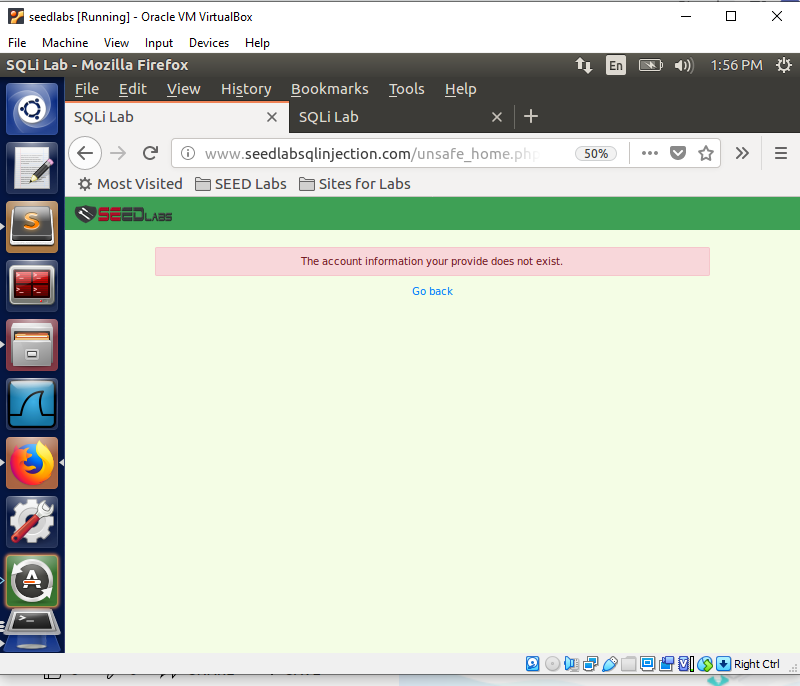 seedlabs [Running] - Oracle VM VirtualBox
File Machine View Input Devices Help
SQLi Lab - Mozilla Firefox En 1:56 PM
File Edit View History Bookmarks Tools Help
SQLi Lab SQLi Lab
www.seedlabsqlinjection.com/unsafe_home.php 50%
Most Visited SEED Labs Sites for Labs
SEEDLABS
The account information your provide does not exist.
Go back
Right Ctrl